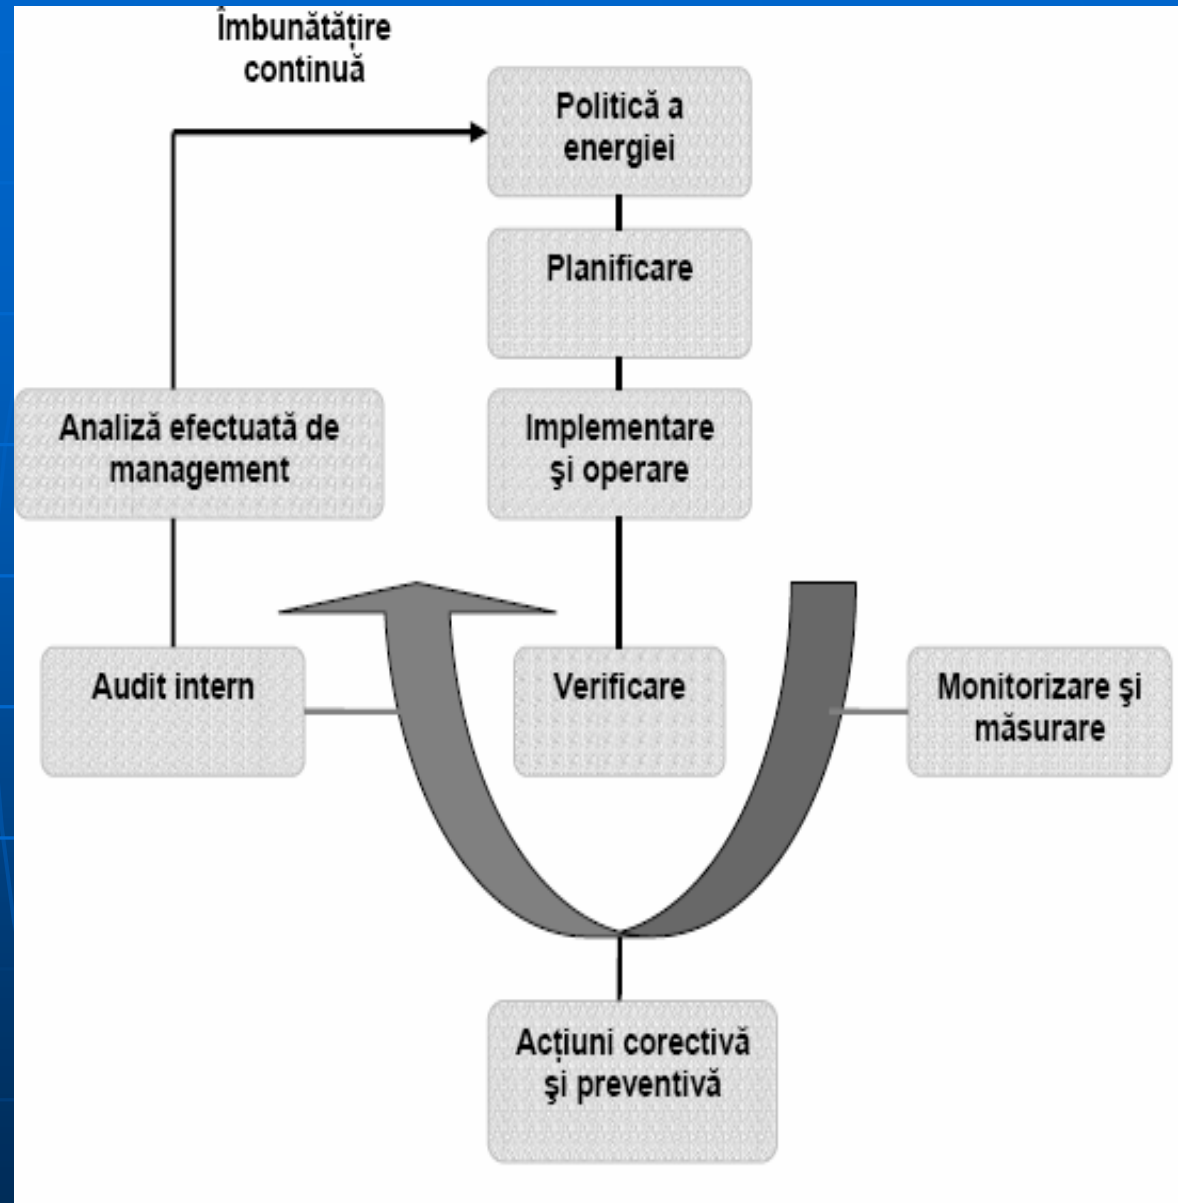 Îmbunătățire
continuă
Politică a
energiei
Planificare
Analiză efectuată de
management
Implementare
şi operare
Audit intern
Verificare
Monitorizare şi
măsurare
Acțiuni corectivă
şi preventivă